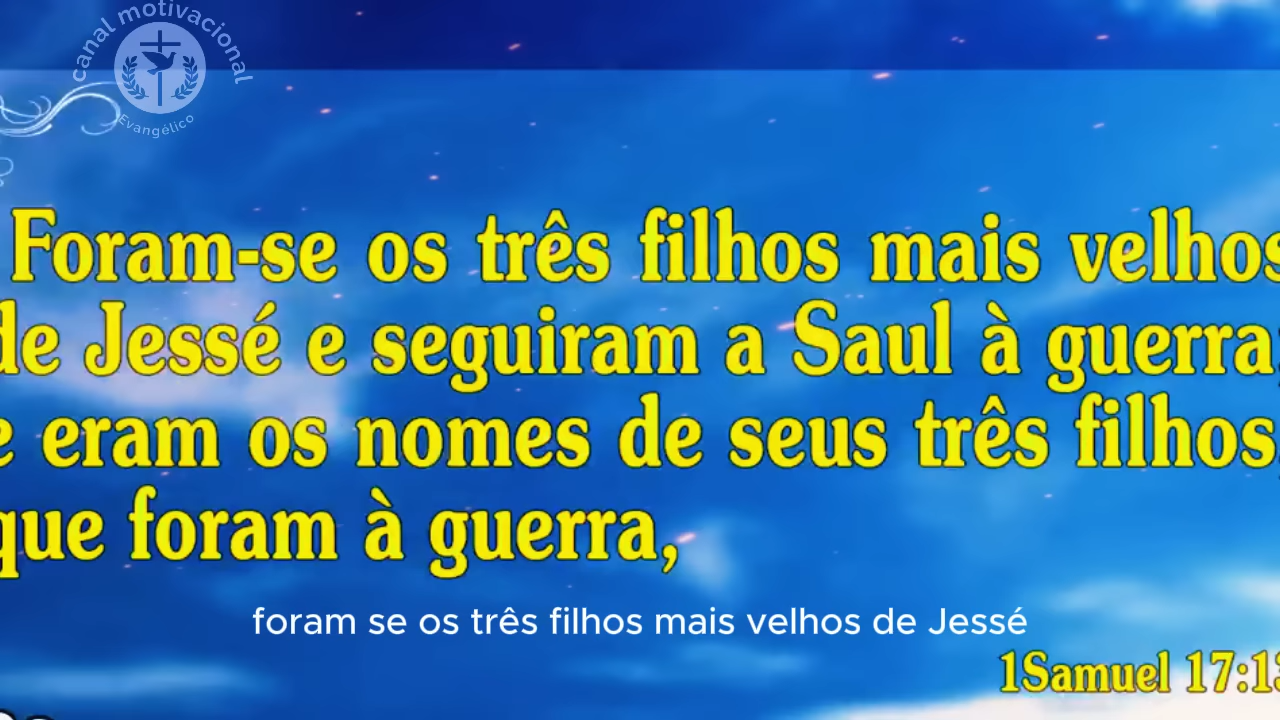 canal motivacional
Evangélico
Foram-se os três filhos mais velhos
de Jessé e seguiram a Saul à guerra;
e eram os nomes de seus três filhos,
que foram à guerra,
foram se os três filhos mais velhos de Jessé
1Samuel 17:13